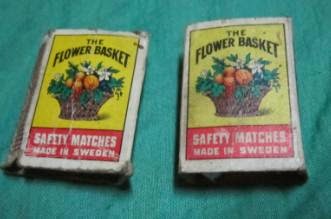 THE
FLOWER BASKET
SAFETY MATCHES
MADE IN SWEDEN
THE
FLOWER BASKET
SAFETY MATCHES
MADE IN SWEDEN